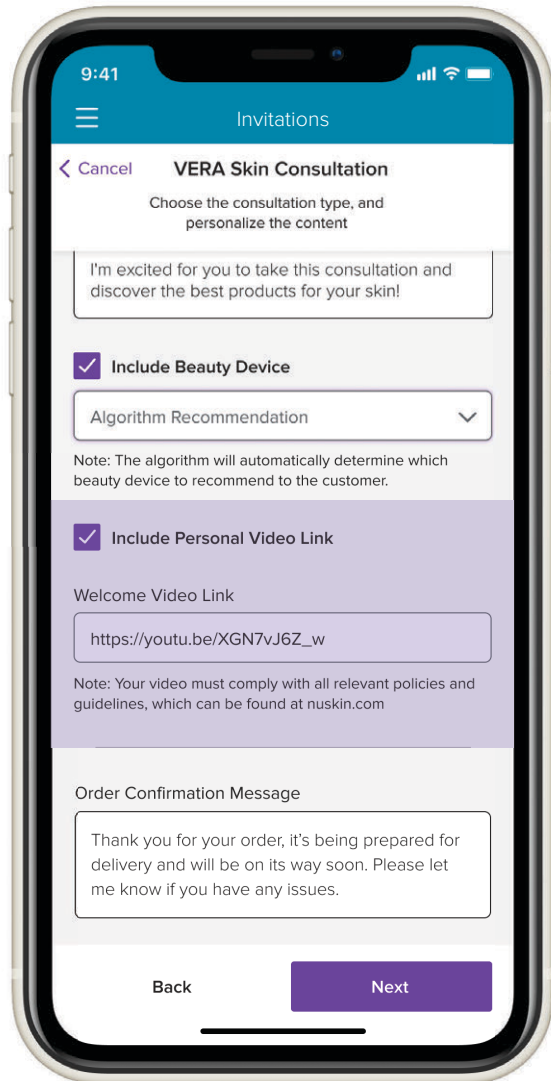 9:41
Invitations
Cancel
VERA Skin Consultation
Choose the consultation type, and
personalize the content
I'm excited for you to take this consultation and
discover the best products for your skin!
Include Beauty Device
Algorithm Recommendation
Note: The algorithm will automatically determine which
beauty device to recommend to the customer.
Include Personal Video Link
Welcome Video Link
https://youtu.be/XGN7vJ6Z_w
Note: Your video must comply with all relevant policies and
guidelines, which can be found at nuskin.com
Order Confirmation Message
Thank you for your order, it’s being prepared for
delivery and will be on its way soon. Please let
me know if you have any issues.
Back
Next